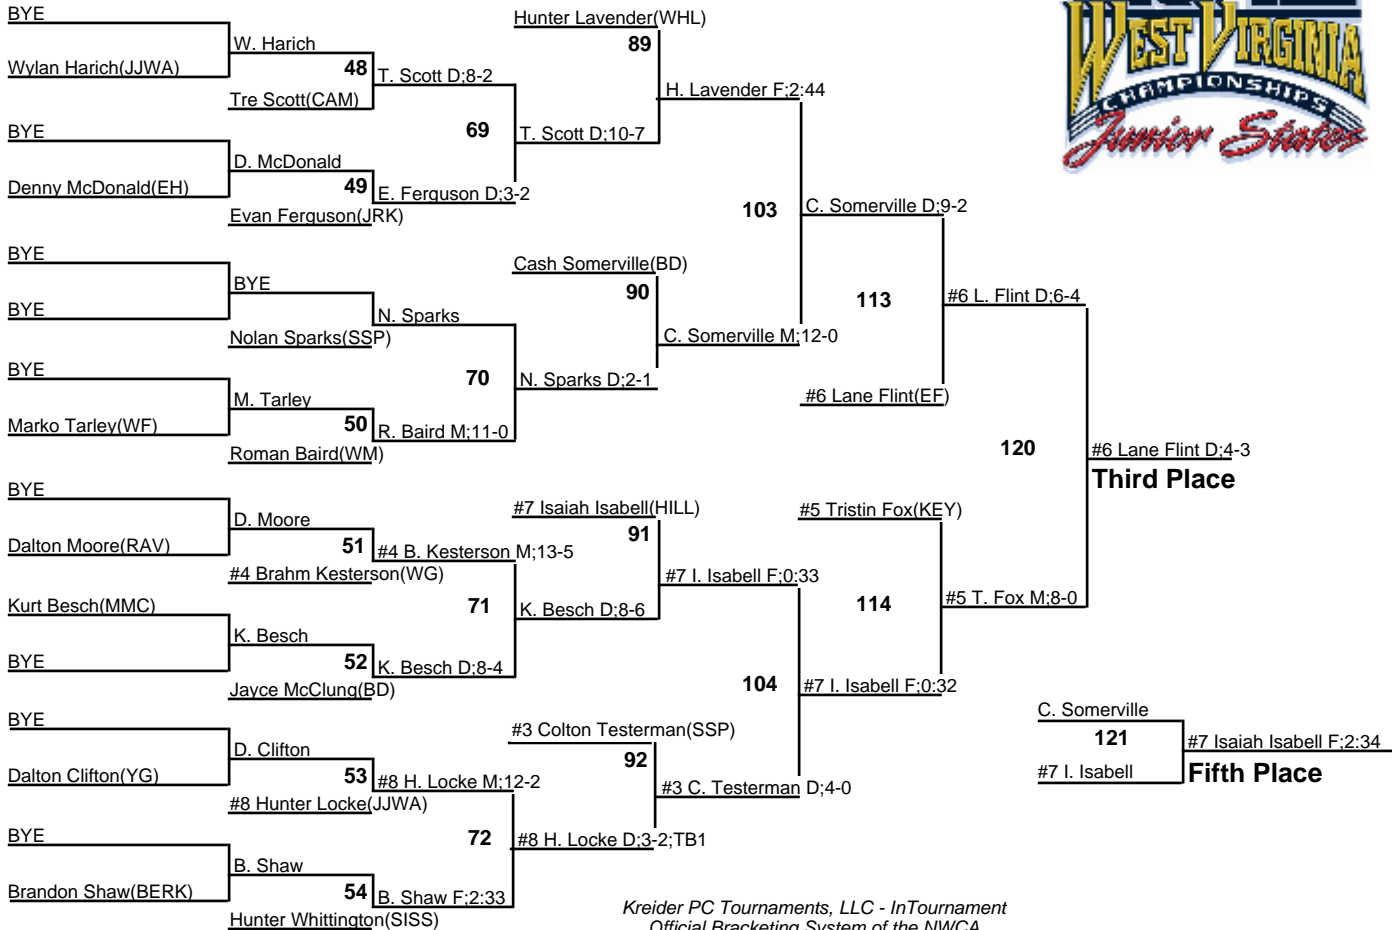 BYE
Wylan Harich(JJWA)
W. Harich
48
Tre Scott(CAM)
T. Scott D;8-2
BYE
Denny McDonald(EH)
D. McDonald
49
Evan Ferguson(JRK)
E. Ferguson D;3-2
69
T. Scott D;10-7
Hunter Lavender(WHL)
89
H. Lavender F;2:44
BYE
BYE
BYE
Nolan Sparks(SSP)
N. Sparks
BYE
Marko Tarley(WF)
M. Tarley
50
Roman Baird(WM)
R. Baird M;11-0
70
N. Sparks D;2-1
Cash Somerville(BD)
90
C. Somerville M;12-0
103
C. Somerville D;9-2
113
#6 Lane Flint(EF)
#6 L. Flint D;6-4
BYE
Dalton Moore(RAV)
D. Moore
51
#4 Brahm Kesterson(WG)
#4 B. Kesterson M;13-5
Kurt Besch(MMC)
BYE
K. Besch
52
Jayce McClung(BD)
K. Besch D;8-4
71
K. Besch D;8-6
#7 Isaiah Isabell(HILL)
91
#7 I. Isabell F;0:33
BYE
Dalton Clifton(YG)
D. Clifton
53
#8 Hunter Locke(JJWA)
#8 H. Locke M;12-2
BYE
Brandon Shaw(BERK)
B. Shaw
54
Hunter Whittington(SISS)
B. Shaw F;2:33
72
#8 H. Locke D;3-2;TB1
#3 Colton Testerman(SSP)
92
#3 C. Testerman D;4-0
104
#7 I. Isabell F;0:32
#5 Tristin Fox(KEY)
114
#5 T. Fox M;8-0
120
#6 Lane Flint D;4-3
Third Place
C. Somerville
121
#7 I. Isabell
#7 Isaiah Isabell F;2:34
Fifth Place
WEST VIRGINIA
CHAMPIONSHIPS
Junior States
Kreider PC Tournaments, LLC - InTournament
Official Bracketing System of the NWCA